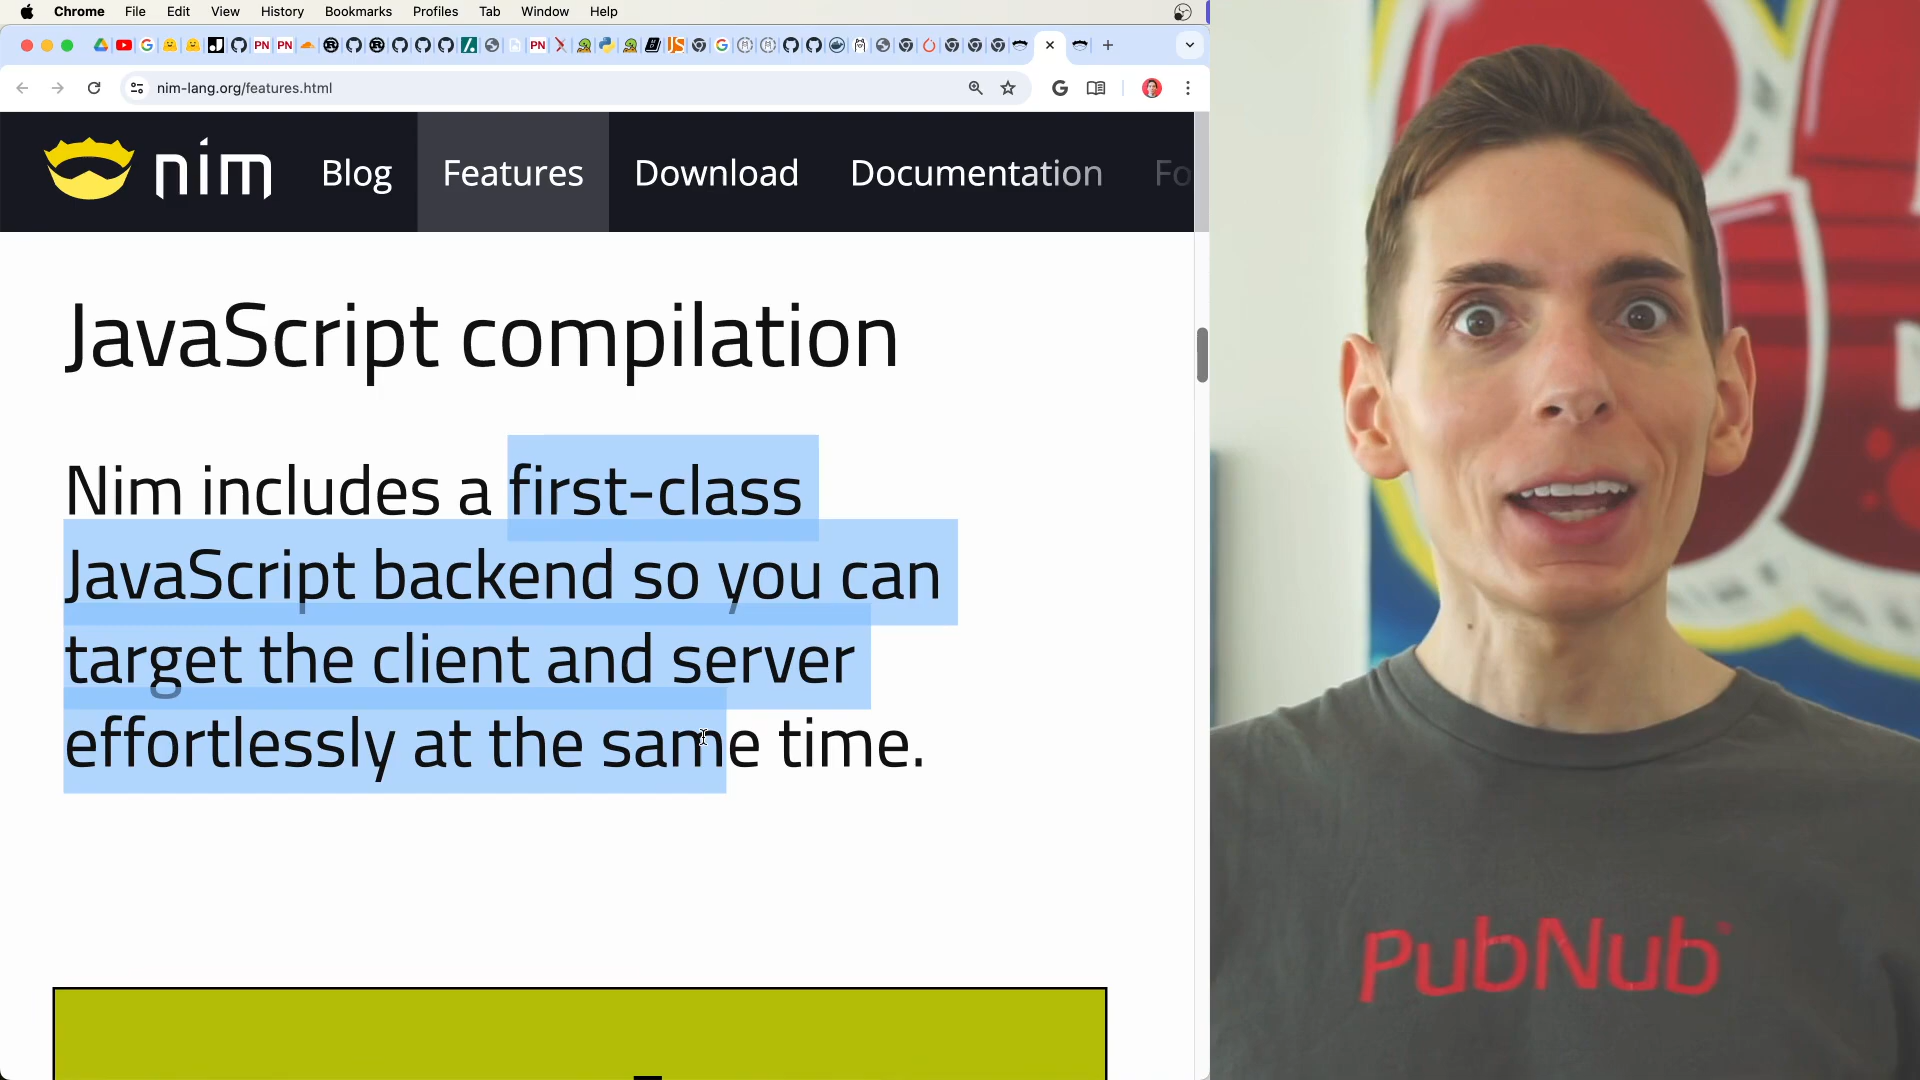 Chrome File Edit View History Bookmarks Profiles Tab Window Help
nim-lang.org/features.html
nim Blog Features Download Documentation Fo
JavaScript compilation
Nim includes a first-class
JavaScript backend so you can
target the client and server
effortlessly at the same time.
PubNub